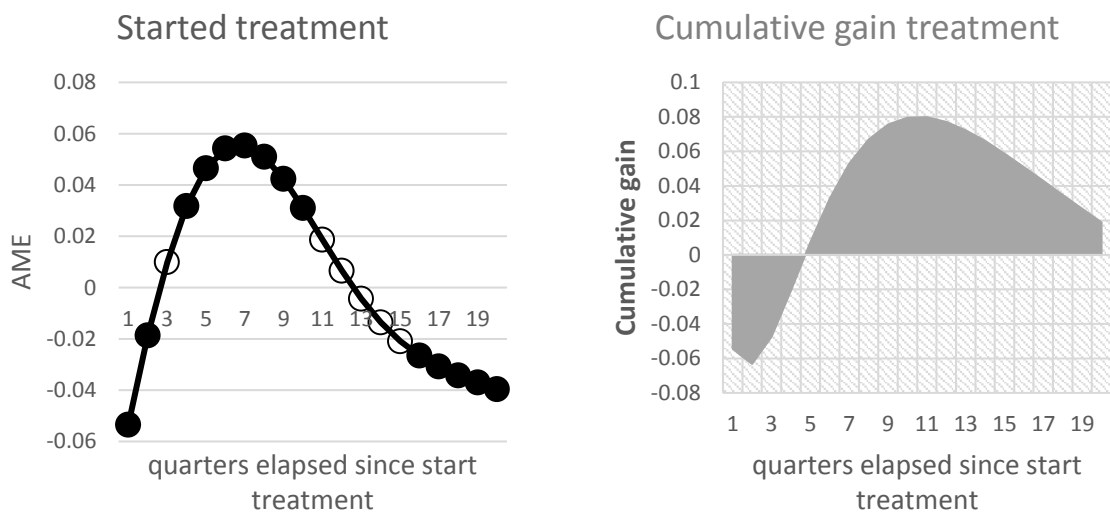 Started treatment
0.08
0.06
0.04
0.02
0
-0.02
-0.04
-0.06
AME
1 3 5 7 9 11 13 15 17 19
quarters elapsed since start
treatment
Cumulative gain treatment
0.1
0.08
0.06
0.04
0.02
0
-0.02
-0.04
-0.06
-0.08
Cumulative gain
1 3 5 7 9 11 13 15 17 19
quarters elapsed since start
treatment